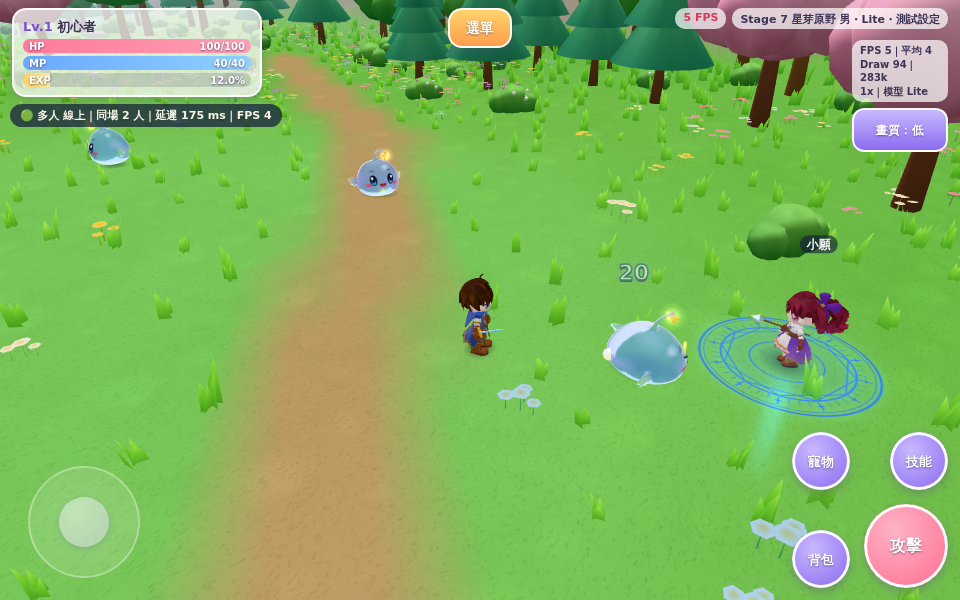 Lv.1 初心者
HP 100/100
MP 40/40
EXP 12.0%
多人 線上 | 同場 2 人 | 延遲 175 ms | FPS 4
選單
5 FPS
Stage 7 星芽原野 男・Lite・測試設定
FPS 5 | 平均 4
Draw 94 |
283k
1x | 模型 Lite
畫質：低
小願
20
寵物
技能
攻擊
背包